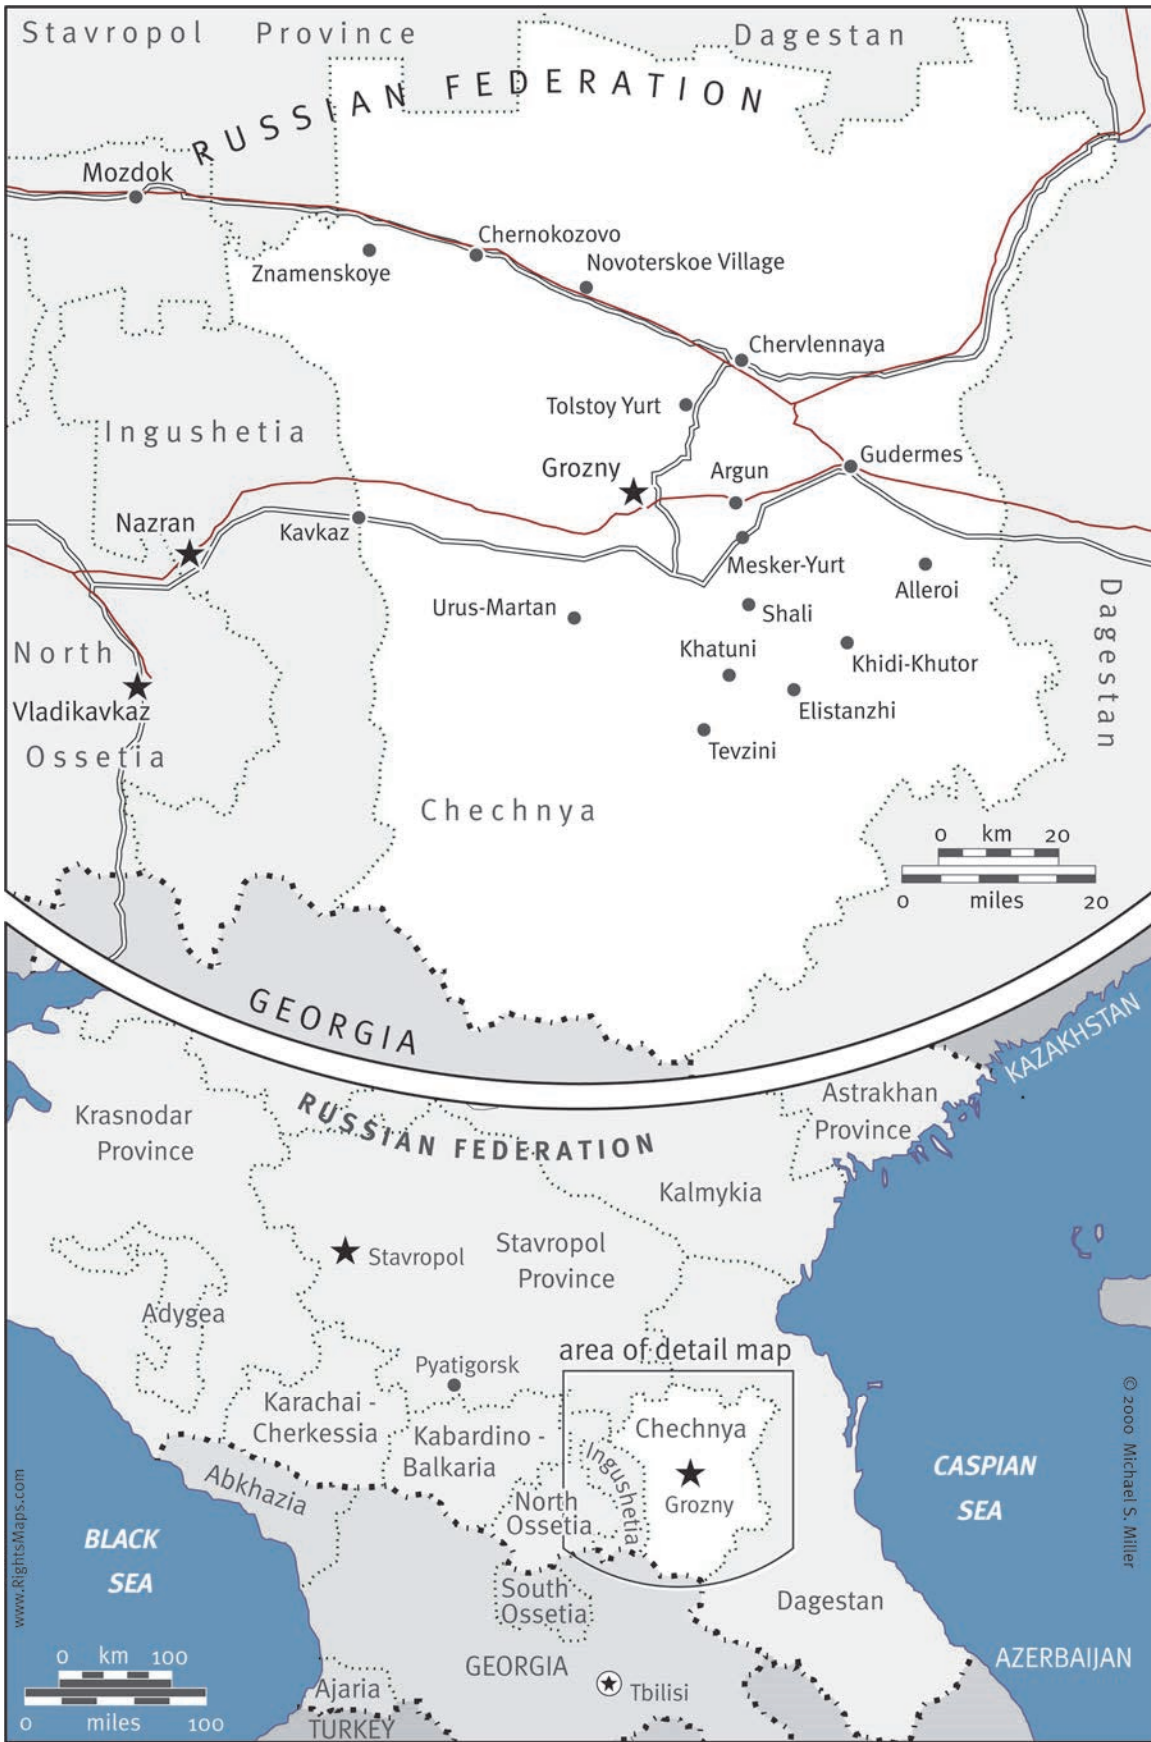 Stavropol Province
Dagestan
RUSSIAN FEDERATION
Mozdok
Chernokozovo
Znamenskoye
Novoterskoe Village
Chervlennaya
Tolstoy Yurt
Ingushetia
Grozny
Argun
Gudermes
Nazran
Kavkaz
Mesker-Yurt
Alleroi
Urus-Martan
Shali
Dagestan
North
Ossetia
Khatuni
Khidi-Khutor
Vladikavkaz
Elistanzhi
Tevzini
Chechnya
0 km 20
0 miles 20
GEORGIA
KAZAKHSTAN
Krasnodar
Province
RUSSIAN FEDERATION
Astrakhan
Province
Kalmykia
Stavropol
Stavropol
Province
Adygea
area of detail map
Pyatigorsk
Karachai -
Cherkessia
Kabardino -
Balkaria
Chechnya
Ingushetia
Grozny
North
Ossetia
Abkhazia
CASPIAN
SEA
© 2000 Michael S. Miller
www.RightsMaps.com
BLACK
SEA
South
Ossetia
Dagestan
GEORGIA
AZERBAIJAN
Tbilisi
Ajaria
TURKEY
0 km 100
0 miles 100